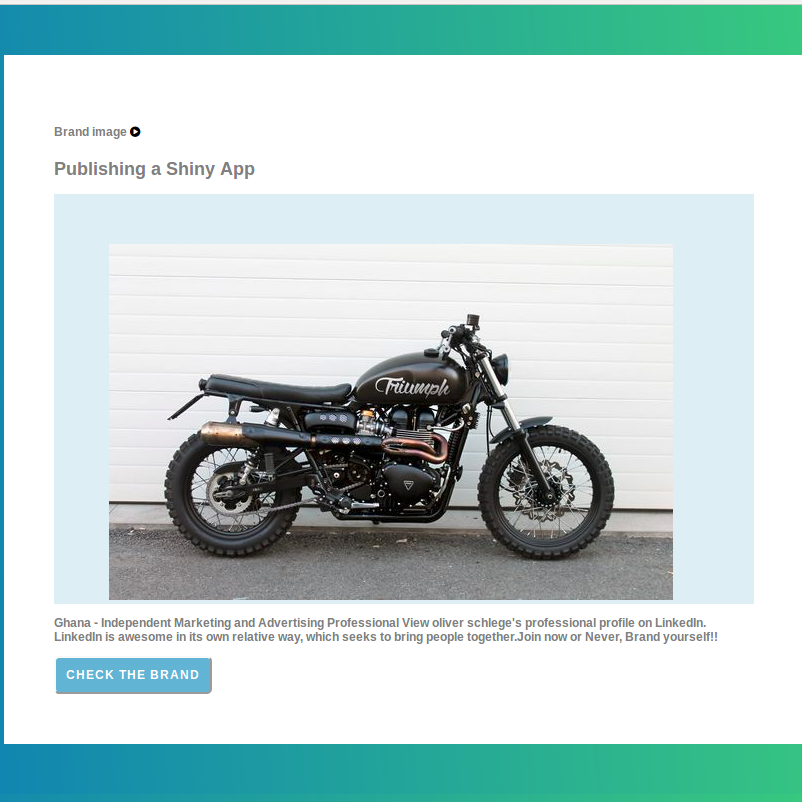 Brand image
Publishing a Shiny App
Triumph
Ghana - Independent Marketing and Advertising Professional View oliver schlege's professional profile on LinkedIn.
LinkedIn is awesome in its own relative way, which seeks to bring people together.Join now or Never, Brand yourself!!
CHECK THE BRAND